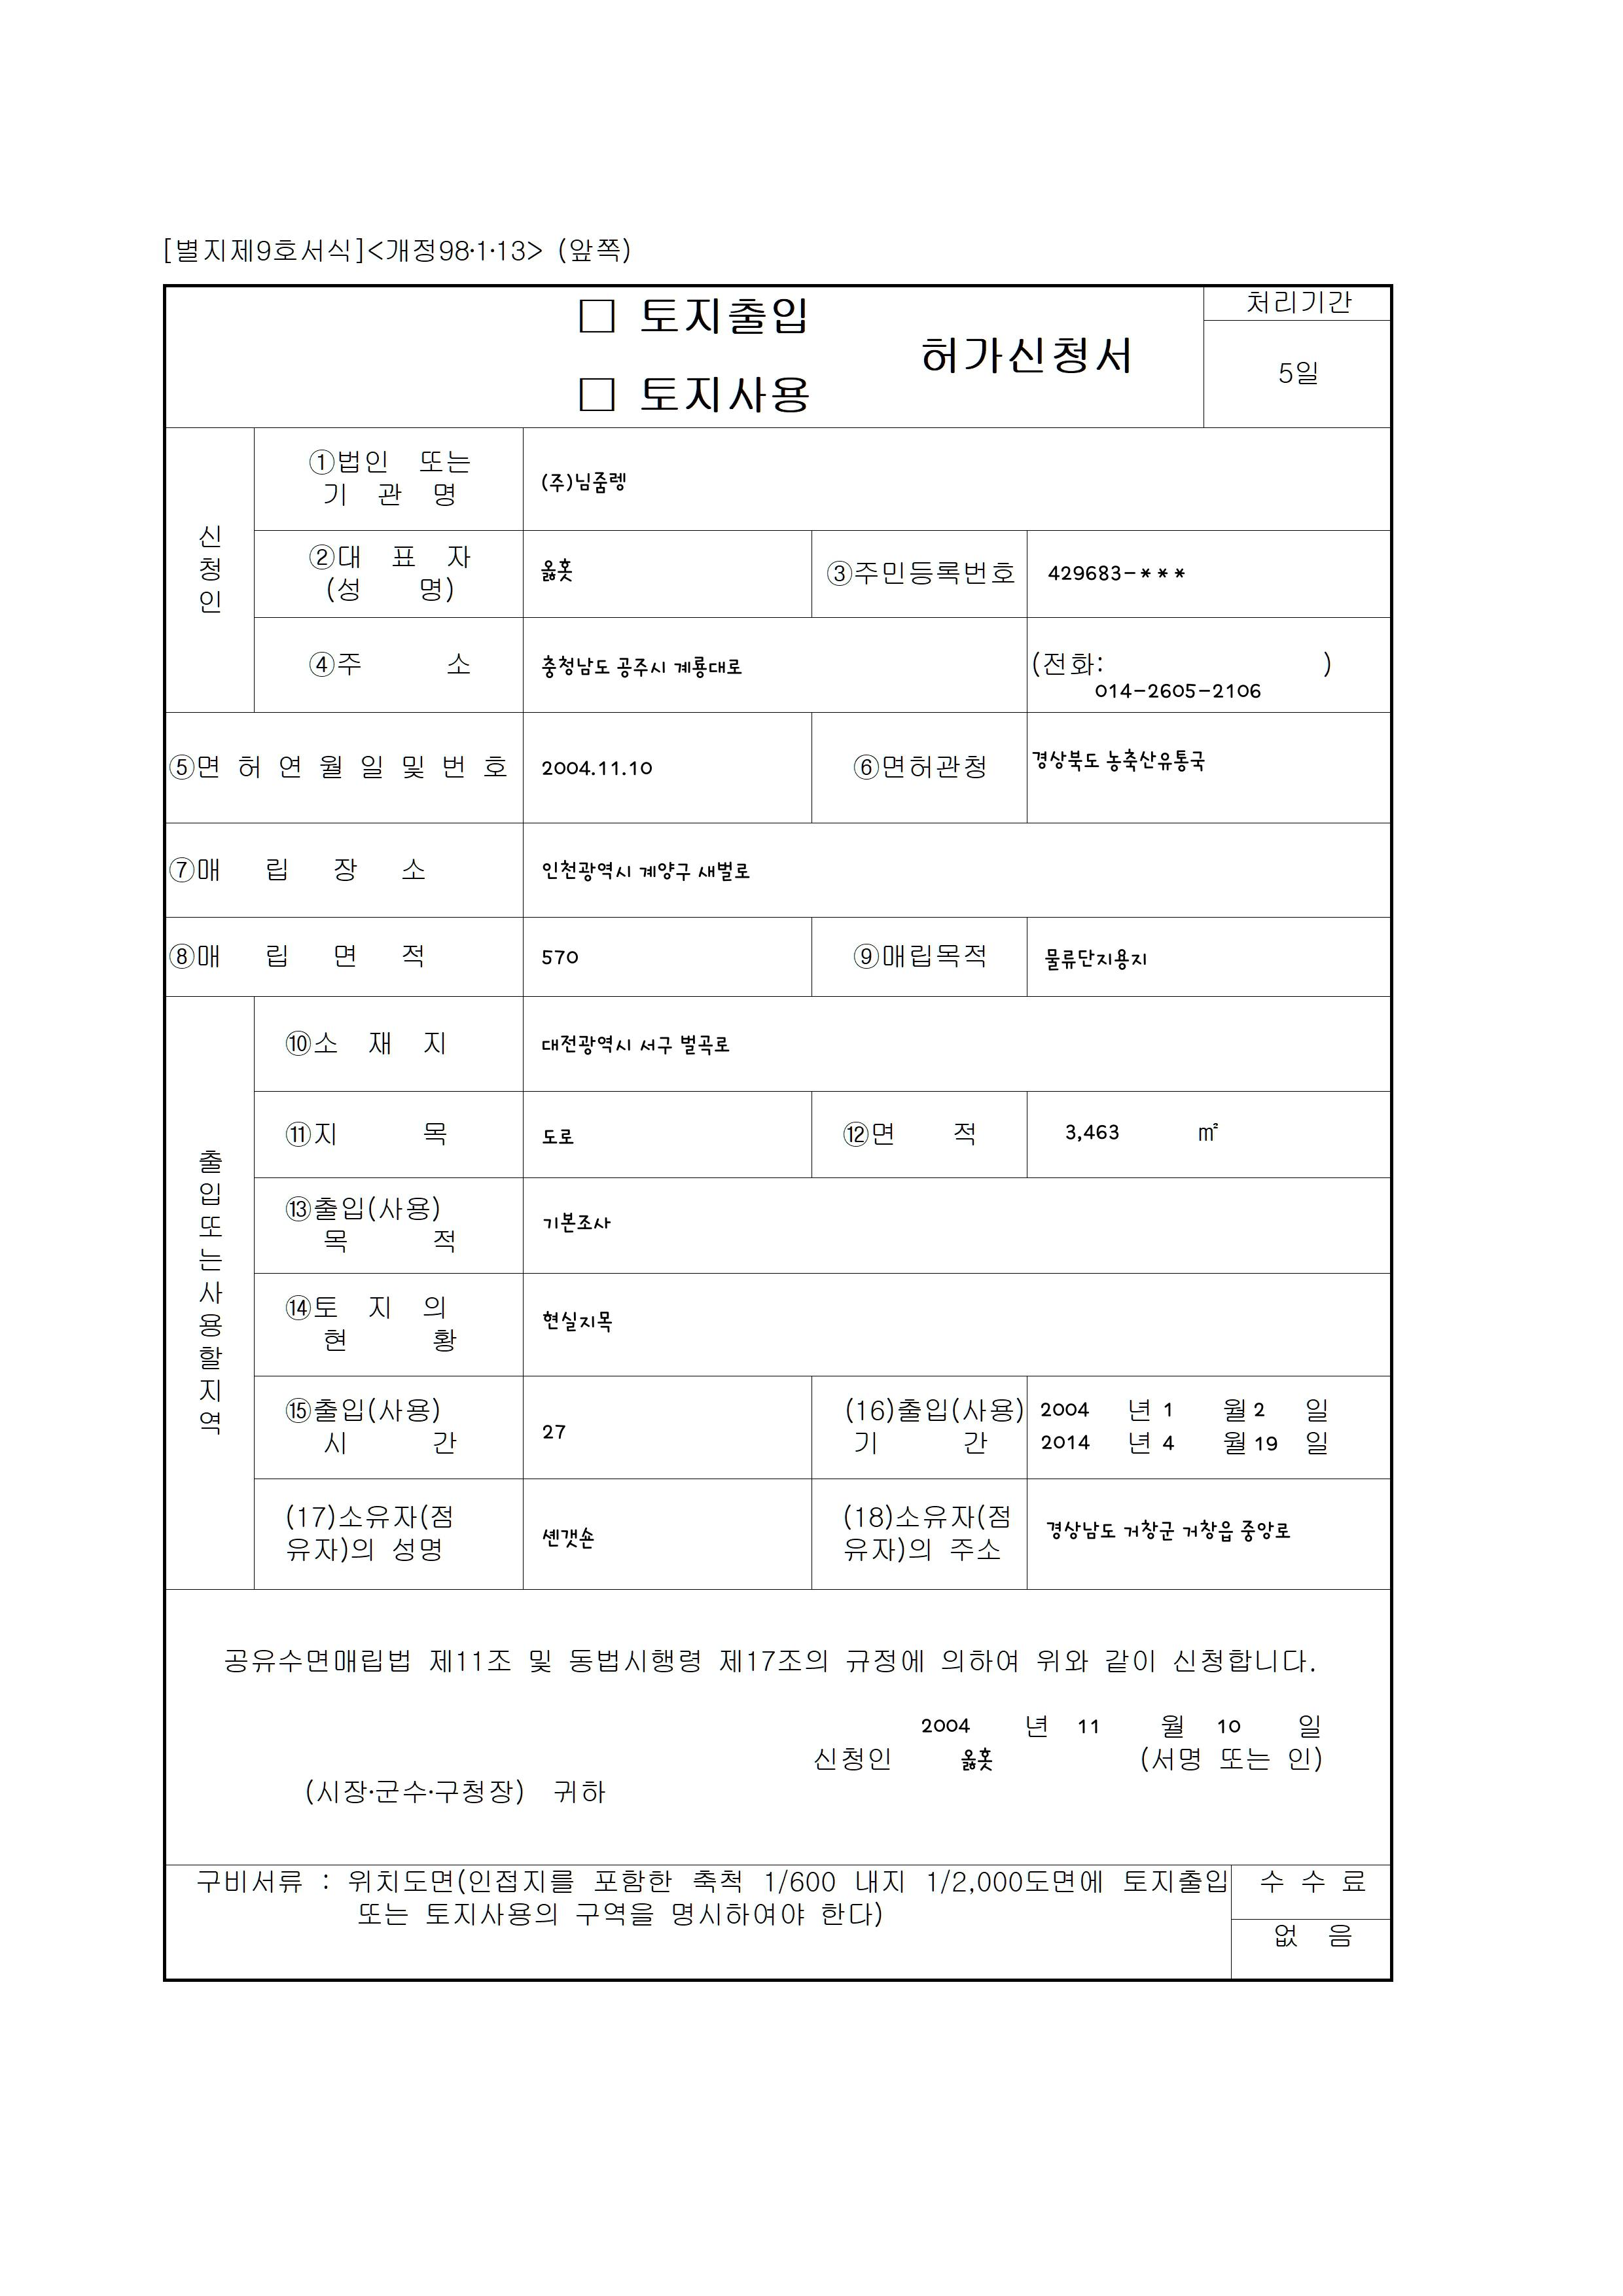 [별지제9호서식]<개정98·1·13> (앞쪽)
□ 토지출입
□ 토지사용
허가신청서
처리기간
5일
신청인
①법인 또는
기 관 명
(주)님줌렝
②대 표 자
(성 명)
옳홋
③주민등록번호
429683-***
④주 소
충청남도 공주시 계룡대로
(전화: )
014-2605-2106
⑤면 허 연 월 일 및 번 호
2004.11.10
⑥면허관청
경상북도 농축산유통국
⑦매 립 장 소
인천광역시 계양구 새벌로
⑧매 립 면 적
570
⑨매립목적
물류단지용지
출입또는사용할지역
⑩소 재 지
대전광역시 서구 벌곡로
⑪지 목
도로
⑫면 적
3,463 ㎡
⑬출입(사용)
목 적
기본조사
⑭토 지 의
현 황
현실지목
⑮출입(사용)
시 간
27
(16)출입(사용)
기 간
2004 년 1 월 2 일
2014 년 4 월 19 일
(17)소유자(점
유자)의 성명
셴갯숀
(18)소유자(점
유자)의 주소
경상남도 거창군 거창읍 중앙로
공유수면매립법 제11조 및 동법시행령 제17조의 규정에 의하여 위와 같이 신청합니다.
2004 년 11 월 10 일
신청인 옳홋 (서명 또는 인)
(시장·군수·구청장) 귀하
구비서류 : 위치도면(인접지를 포함한 축척 1/600 내지 1/2,000도면에 토지출입
또는 토지사용의 구역을 명시하여야 한다)
수 수 료
없 음